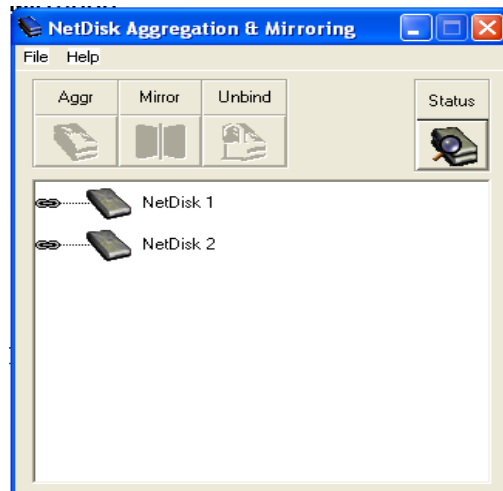 NetDisk Aggregation & Mirroring
File Help
Aggr Mirror Unbind Status
NetDisk 1
NetDisk 2